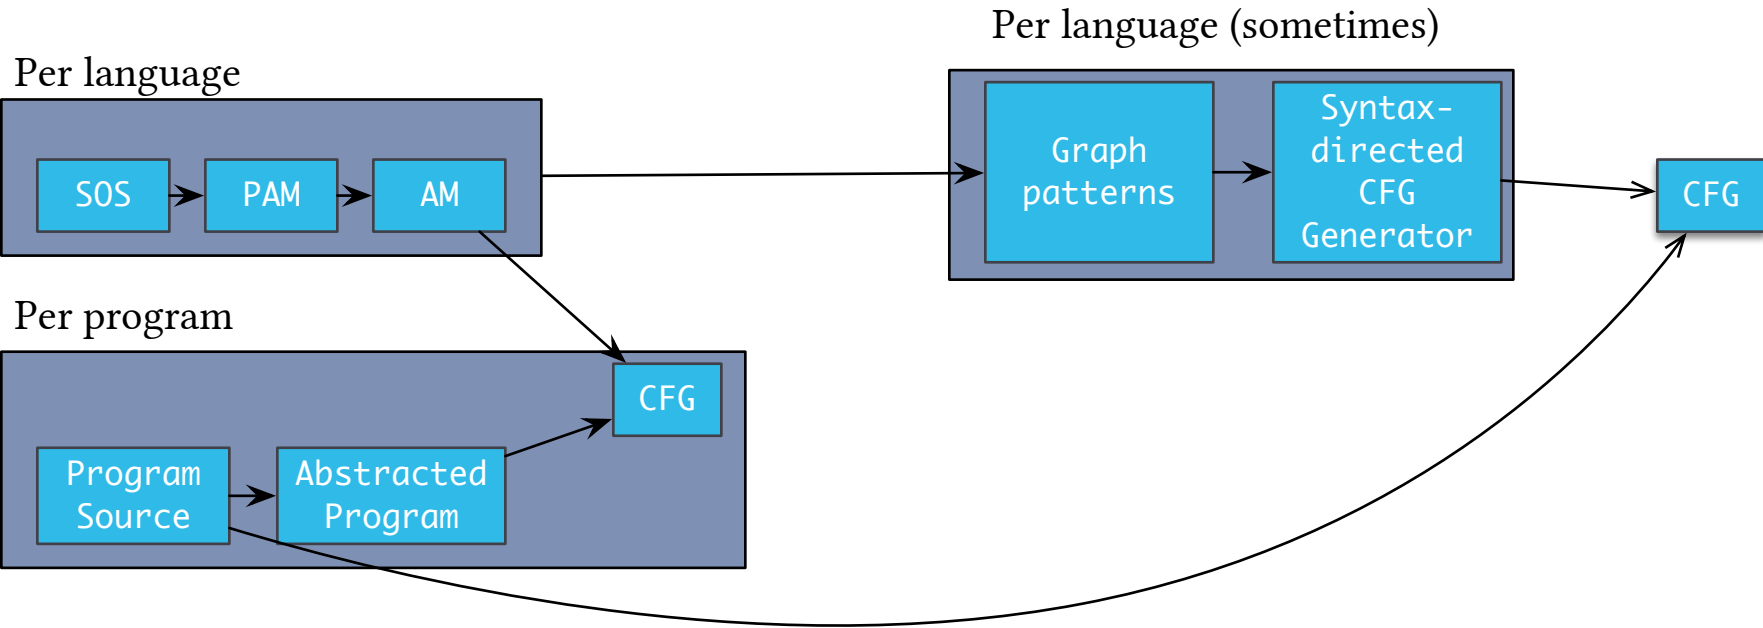 Per language (sometimes)
Per language
SOS
PAM
AM
Graph
patterns
Syntax-
directed
CFG
Generator
CFG
Per program
CFG
Program
Source
Abstracted
Program